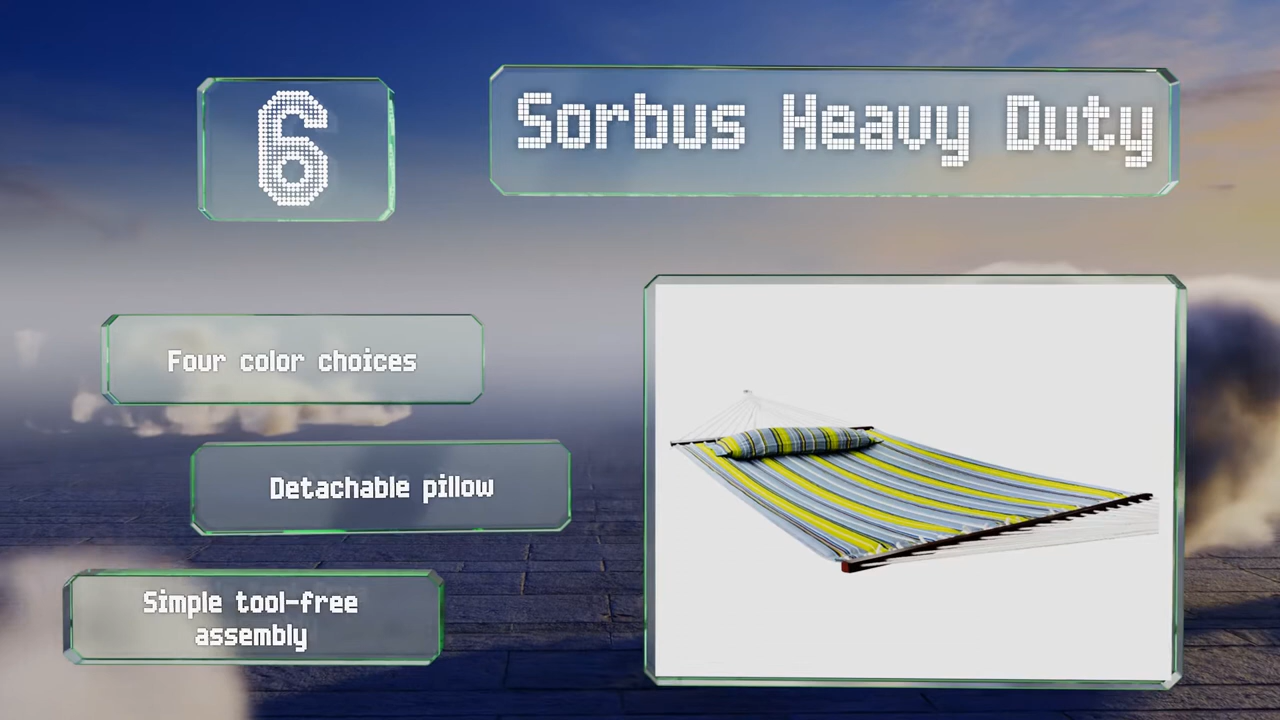 6
Sorbus Heavy Duty
Four color choices
Detachable pillow
Simple tool-free
assembly